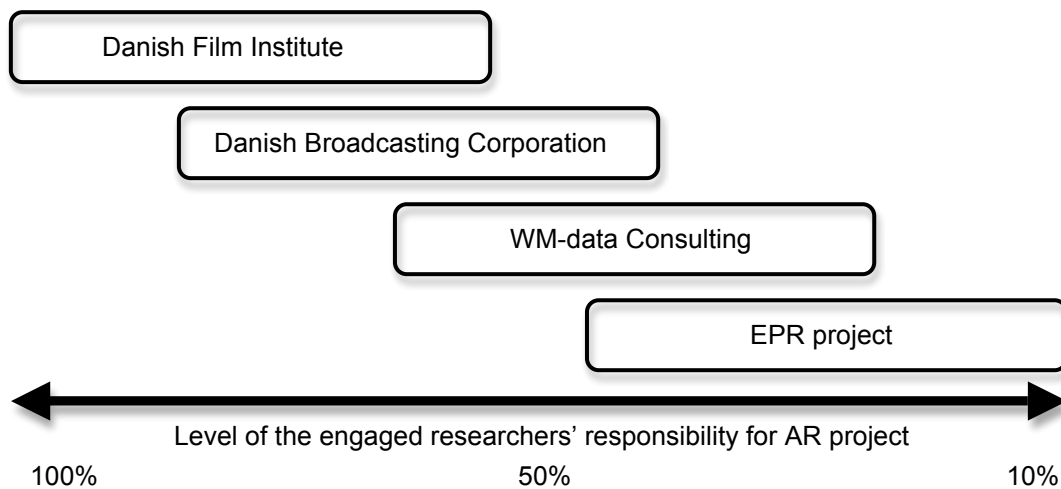 Danish Film Institute
Danish Broadcasting Corporation
WM-data Consulting
EPR project
Level of the engaged researchers’ responsibility for AR project
100% 50% 10%